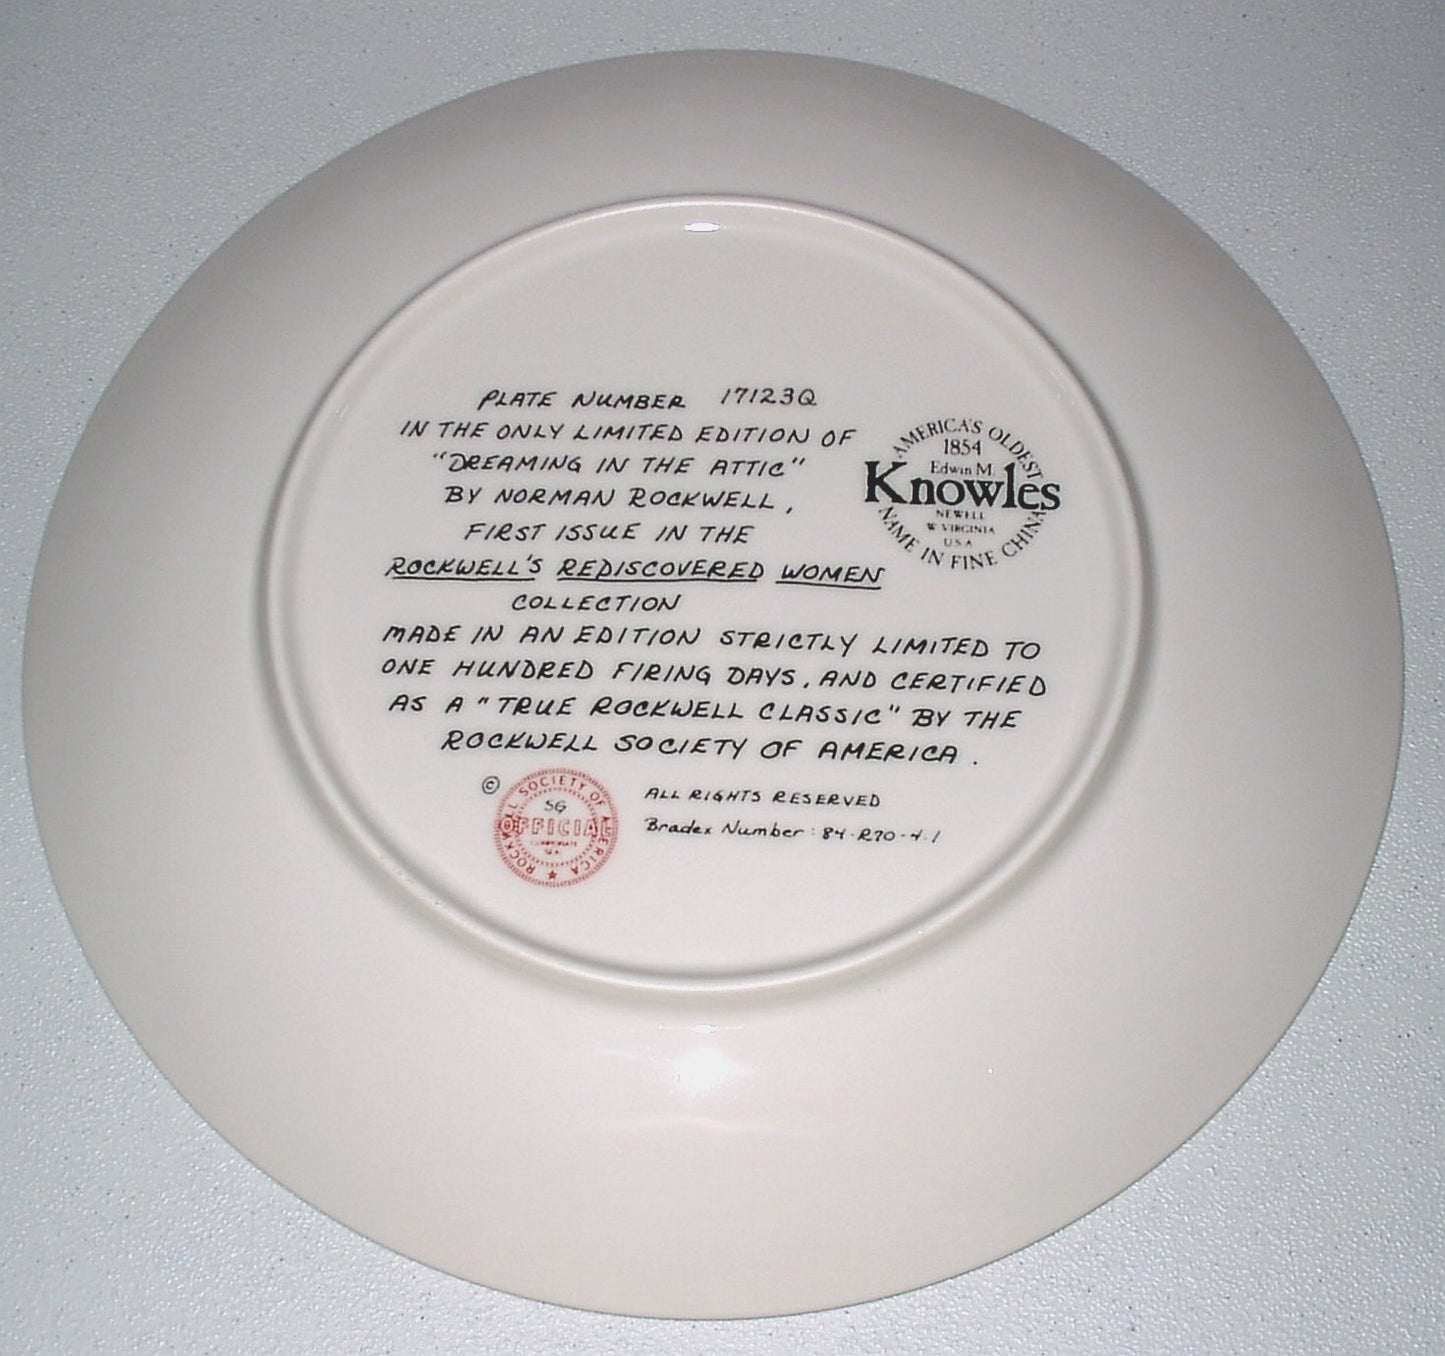 PLATE NUMBER 17123Q
IN THE ONLY LIMITED EDITION OF
"DREAMING IN THE ATTIC"
BY NORMAN ROCKWELL,
FIRST ISSUE IN THE
ROCKWELL'S REDISCOVERED WOMEN
COLLECTION
MADE IN AN EDITION STRICTLY LIMITED TO
ONE HUNDRED FIRING DAYS, AND CERTIFIED
AS A "TRUE ROCKWELL CLASSIC" BY THE
ROCKWELL SOCIETY OF AMERICA.
AMERICA'S OLDEST
1854
Edwin M.
Knowles
NEWELL
W VIRGINIA
USA
NAME IN FINE CHINA
©
ROCKWELL SOCIETY OF AMERICA
SG
OFFICIAL
ALL RIGHTS RESERVED
Bradex Number: 84-R70-4.1